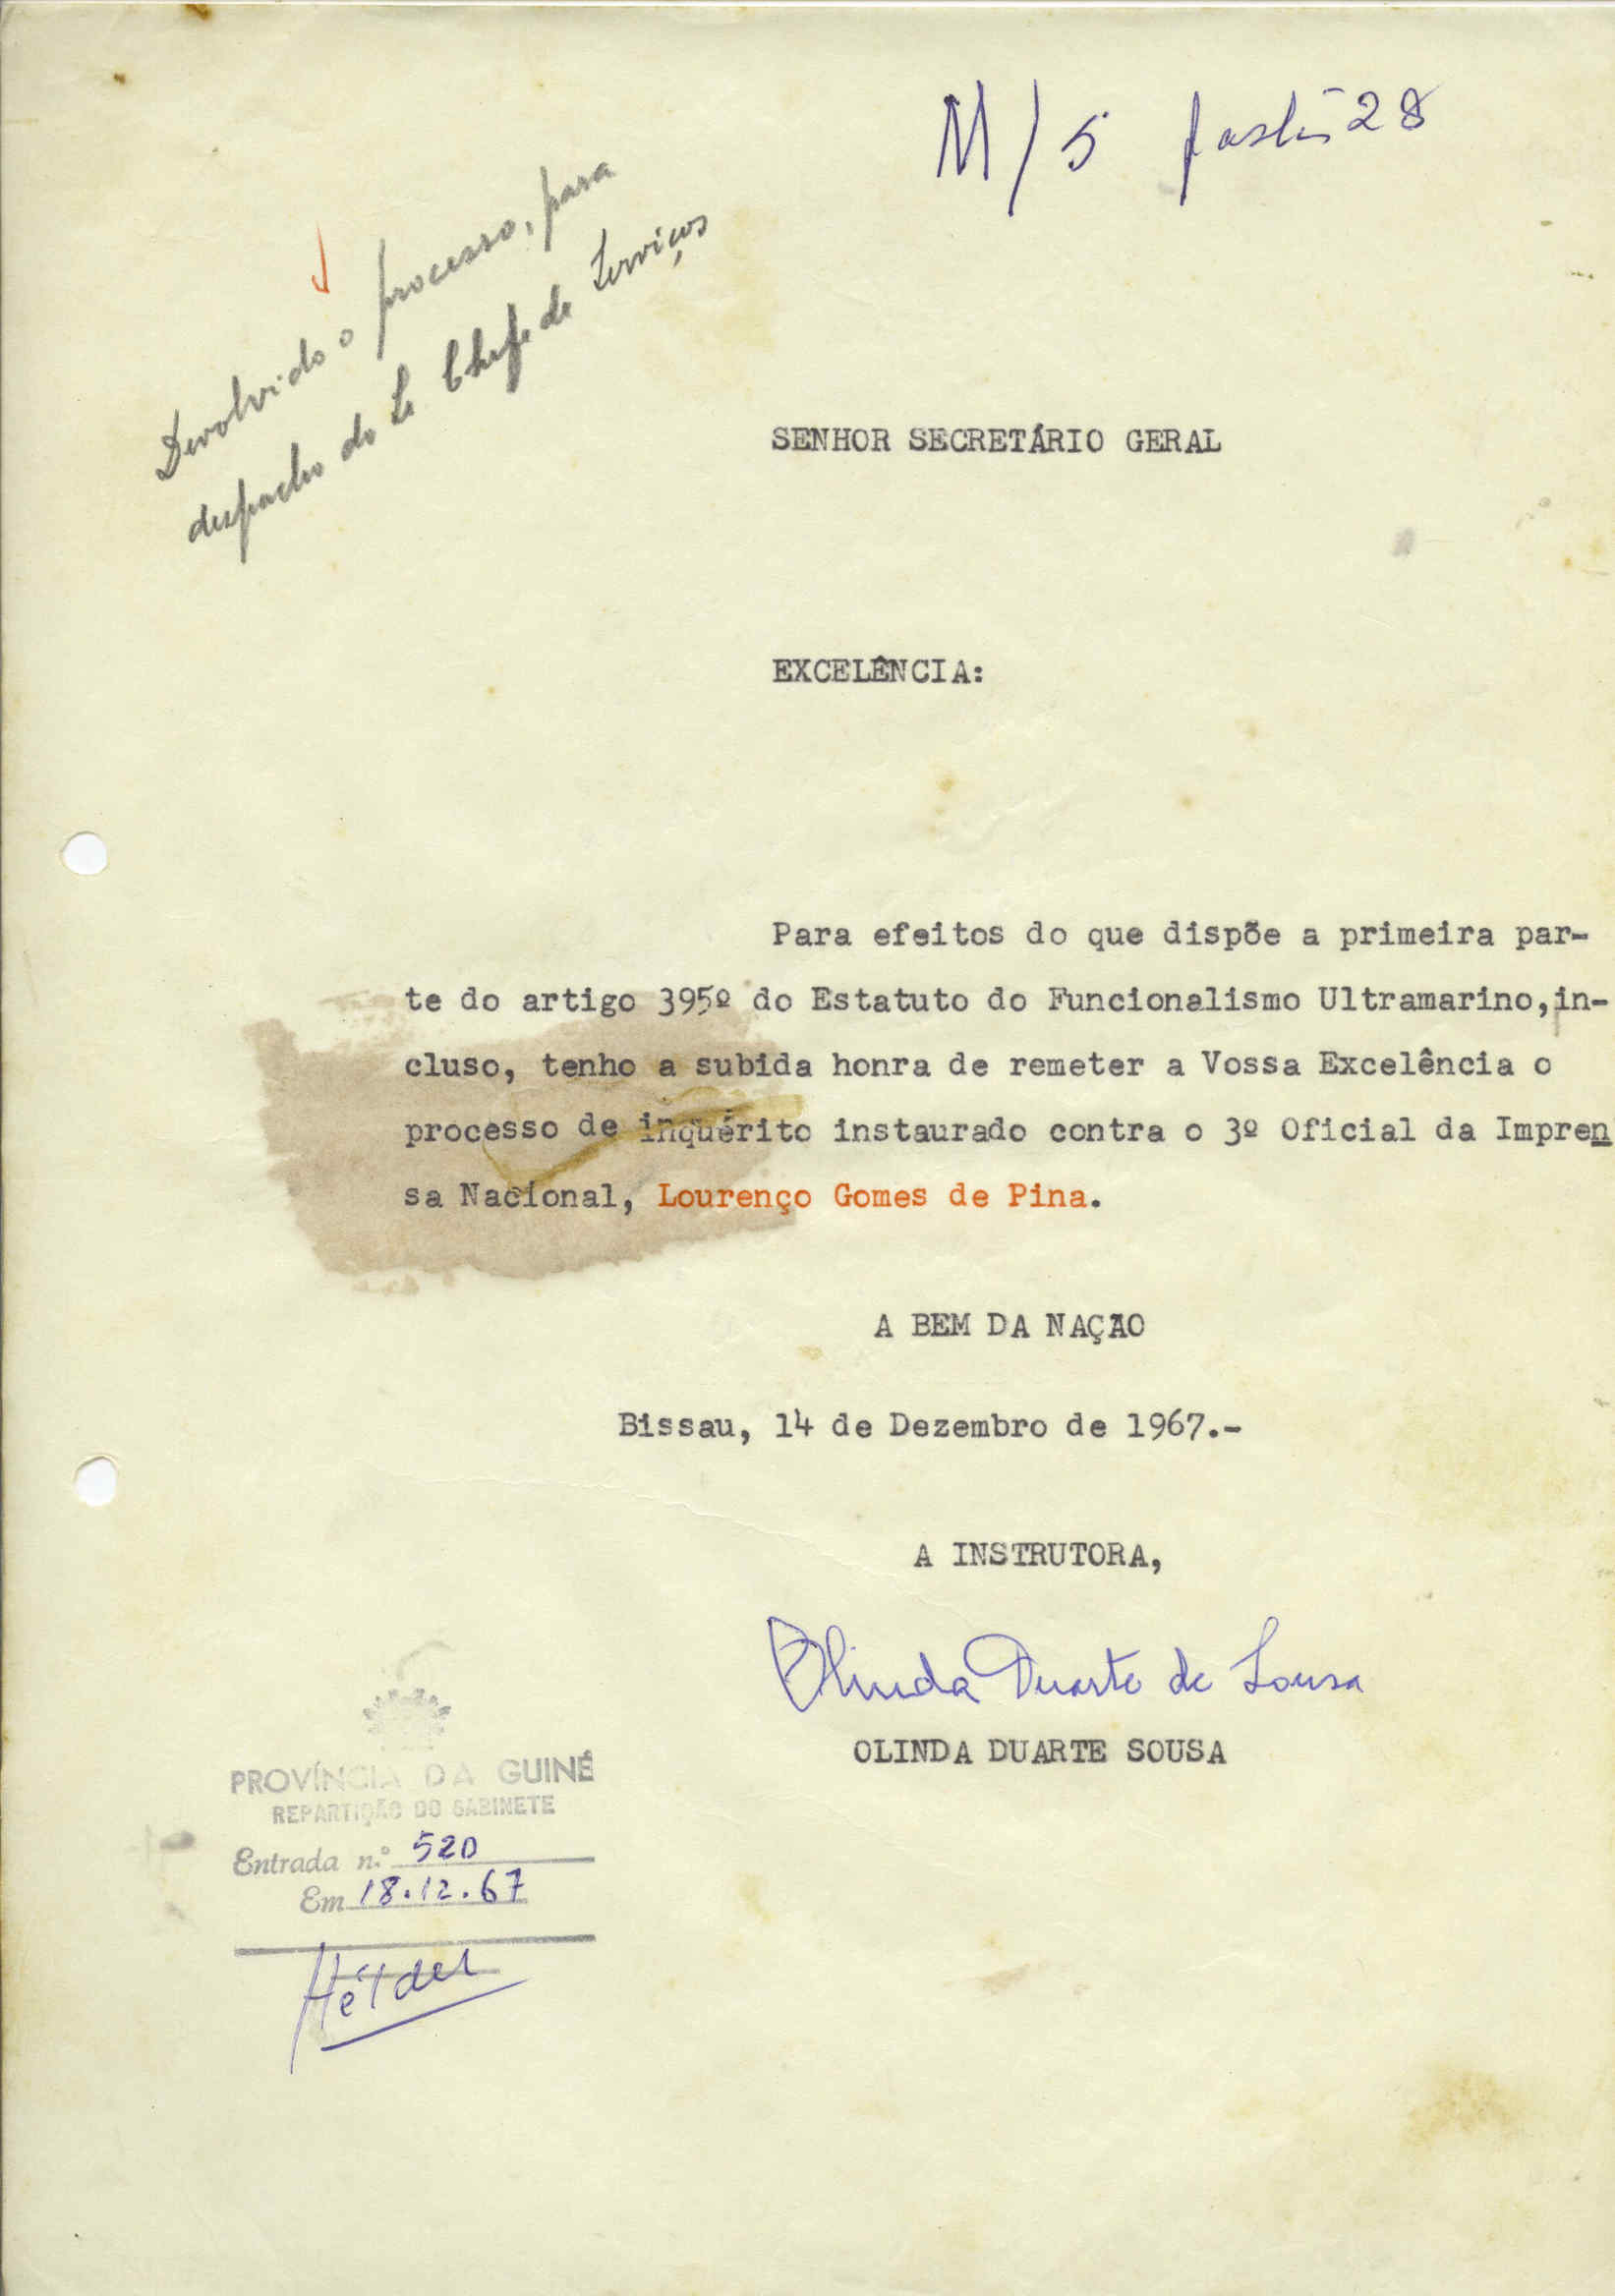 M/5 pasta 28
Devolvido o processo, para
despacho do Sr Chefe de Serviços
SENHOR SECRETÁRIO GERAL
EXCELÊNCIA:
Para efeitos do que dispõe a primeira par-
te do artigo 395º do Estatuto do Funcionalismo Ultramarino,in-
cluso, tenho a subida honra de remeter a Vossa Excelência o
processo de inquérito instaurado contra o 3º Oficial da Impren
sa Nacional, Lourenço Gomes de Pina.
A BEM DA NAÇÃO
Bissau, 14 de Dezembro de 1967.-
A INSTRUTORA,
Olinda Duarte de Sousa
OLINDA DUARTE SOUSA
PROVÍNCIA DA GUINÉ
REPARTIÇÃO DO GABINETE
Entrada n.º 520
Em 18.12.67
Hélder